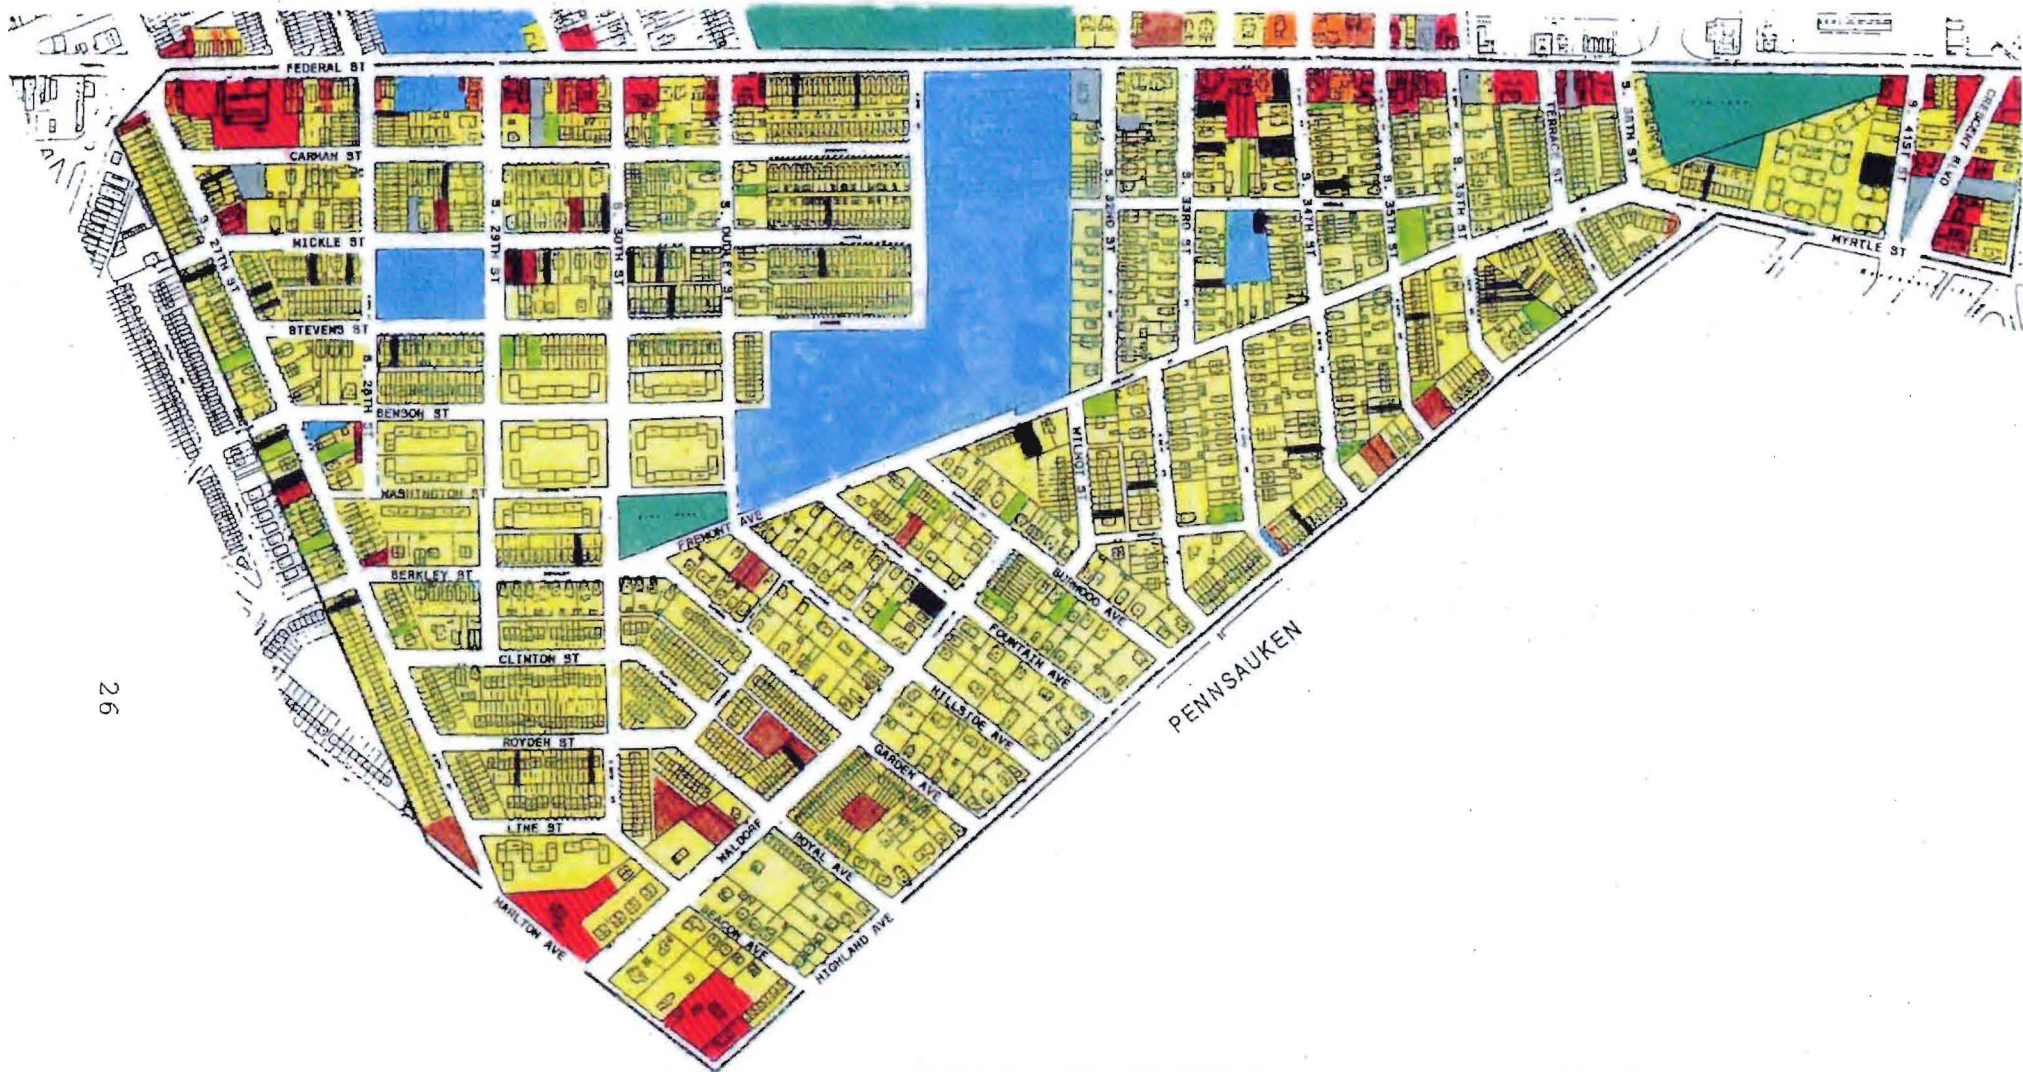 FEDERAL ST
CARMAN ST
MICKLE ST
STEVENS ST
BENSON ST
WASHINGTON ST
BERKLEY ST
CLINTON ST
ROYDEN ST
LINE ST
MARLTON AVE
S. 27TH ST
S. 28TH ST
S. 29TH ST
S. 30TH ST
S. DUDLEY ST
S. 32ND ST
S. 33RD ST
S. 34TH ST
S. 35TH ST
S. 36TH ST
TERRACE ST
S. 38TH ST
S. 41ST ST
CRESCENT BLVD
MYRTLE ST
FREMONT AVE
WILMOT ST
BURWOOD AVE
FOUNTAIN AVE
HILLSIDE AVE
GARDEN AVE
ROYAL AVE
BEACON AVE
WALDORF
HIGHLAND AVE
PENNSAUKEN
26